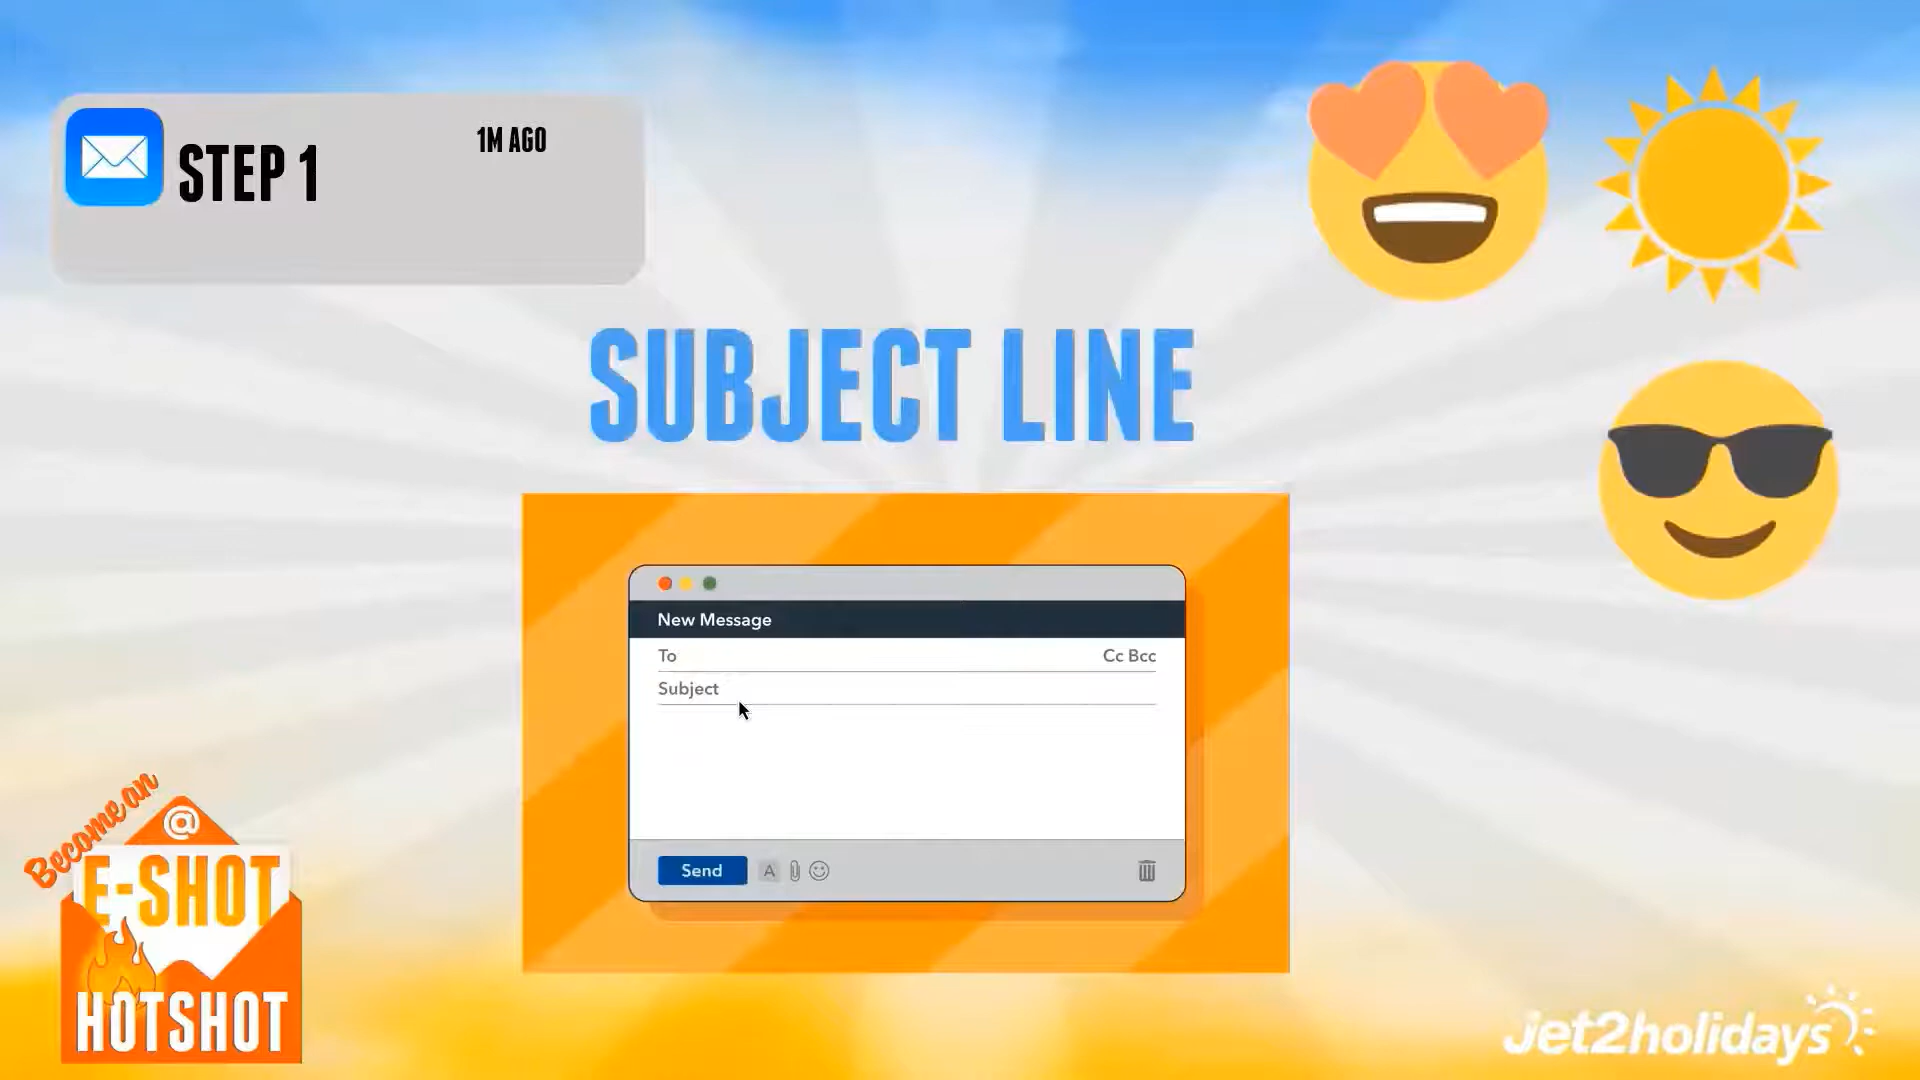 STEP 1
1M AGO
SUBJECT LINE
New Message
To
Cc Bcc
Subject
Send
A
Become an
@
E-SHOT
HOTSHOT
Jet2holidays